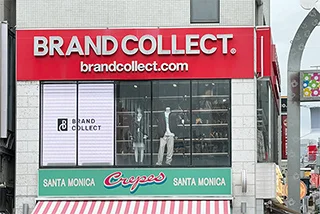 BRAND COLLECT®
brandcollect.com
BRAND
COLLECT
SANTA MONICA Crepes SANTA MONICA